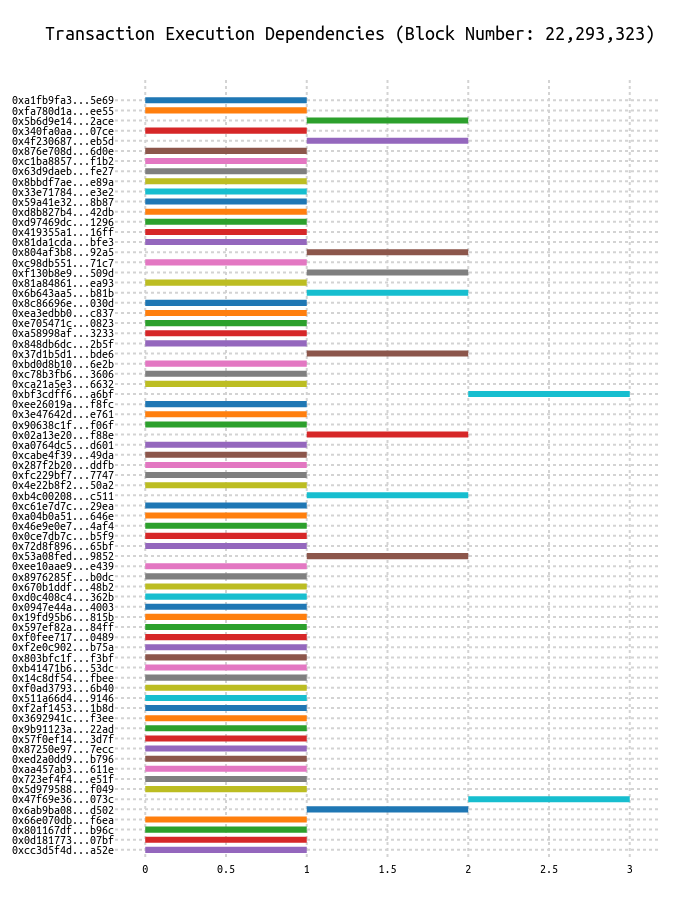 Transaction Execution Dependencies (Block Number: 22,293,323)
0xa1fb9fa3...5e69
0xfa780d1a...ee55
0x5b6d9e14...2ace
0x340fa0aa...07ce
0x4f230687...eb5d
0x876e708d...6d0e
0xc1ba8857...f1b2
0x63d9daeb...fe27
0x8bbdf7ae...e89a
0x33e71784...e3e2
0x59a41e32...8b87
0xd8b827b4...42db
0xd97469dc...1296
0x419355a1...16ff
0x81da1cda...bfe3
0x804af3b8...92a5
0xc98db551...71c7
0xf130b8e9...509d
0x81a84861...ea93
0x6b643aa5...b81b
0x8c86696e...030d
0xea3edbb0...c837
0xe705471c...0823
0xa58998af...3233
0x848db6dc...2b5f
0x37d1b5d1...bde6
0xbd0d8b10...6e2b
0xc78b3fb6...3606
0xca21a5e3...6632
0xbf3cdff6...a6bf
0xee26019a...f8fc
0x3e47642d...e761
0x90638c1f...f06f
0x02a13e20...f88e
0xa0764dc5...d601
0xcabe4f39...49da
0x287f2b20...ddfb
0xfc229bf7...7747
0x4e22b8f2...50a2
0xb4c00208...c511
0xc61e7d7c...29ea
0xa04b0a51...646e
0x46e9e0e7...4af4
0x0ce7db7c...b5f9
0x72d8f896...65bf
0x53a08fed...9852
0xee10aae9...e439
0x8976285f...b0dc
0x670b1ddf...48b2
0xd0c408c4...362b
0x0947e44a...4003
0x19fd95b6...815b
0x597ef82a...84ff
0xf0fee717...0489
0xf2e0c902...b75a
0x803bfc1f...f3bf
0xb41471b6...53dc
0x14c8df54...fbee
0xf0ad3793...6b40
0x511a66d4...9146
0xf2af1453...1b8d
0x3692941c...f3ee
0x9b91123a...22ad
0x57f0ef14...3d7f
0x87250e97...7ecc
0xed2a0dd9...b796
0xaa457ab3...611e
0x723ef4f4...e51f
0x5d979588...f049
0x47f69e36...073c
0x6ab9ba08...d502
0x66e070db...f6ea
0x801167df...b96c
0x0d181773...07bf
0xcc3d5f4d...a52e
0 0.5 1 1.5 2 2.5 3